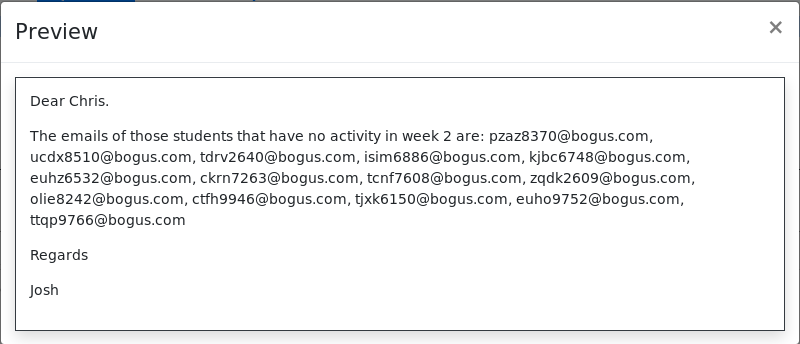 Preview
×
Dear Chris.
The emails of those students that have no activity in week 2 are: pzaz8370@bogus.com,
ucdx8510@bogus.com, tdrv2640@bogus.com, isim6886@bogus.com, kjbc6748@bogus.com,
euhz6532@bogus.com, ckrn7263@bogus.com, tcnf7608@bogus.com, zqdk2609@bogus.com,
olie8242@bogus.com, ctfh9946@bogus.com, tjxk6150@bogus.com, euho9752@bogus.com,
ttqp9766@bogus.com
Regards
Josh